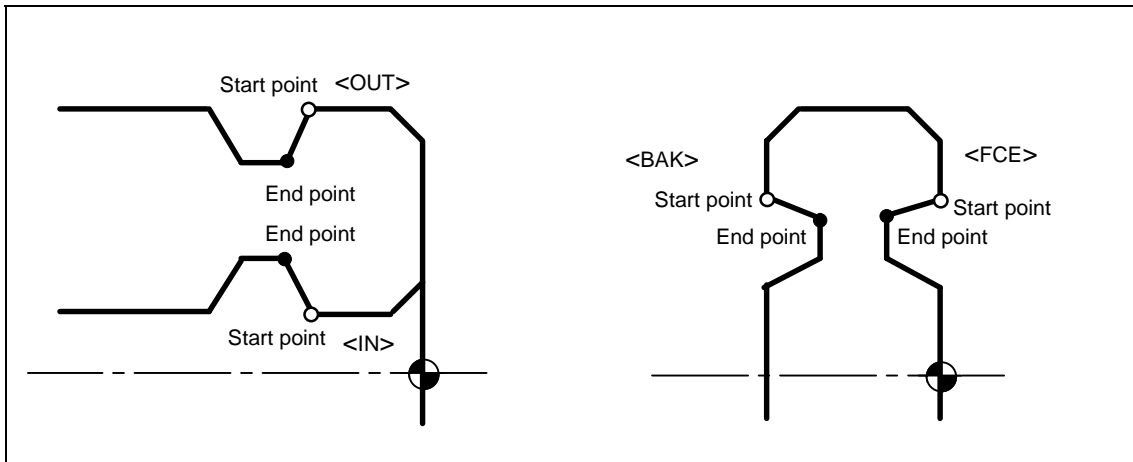 Start point
<OUT>
End point
End point
Start point
<IN>
<BAK>
<FCE>
Start point
Start point
End point
End point